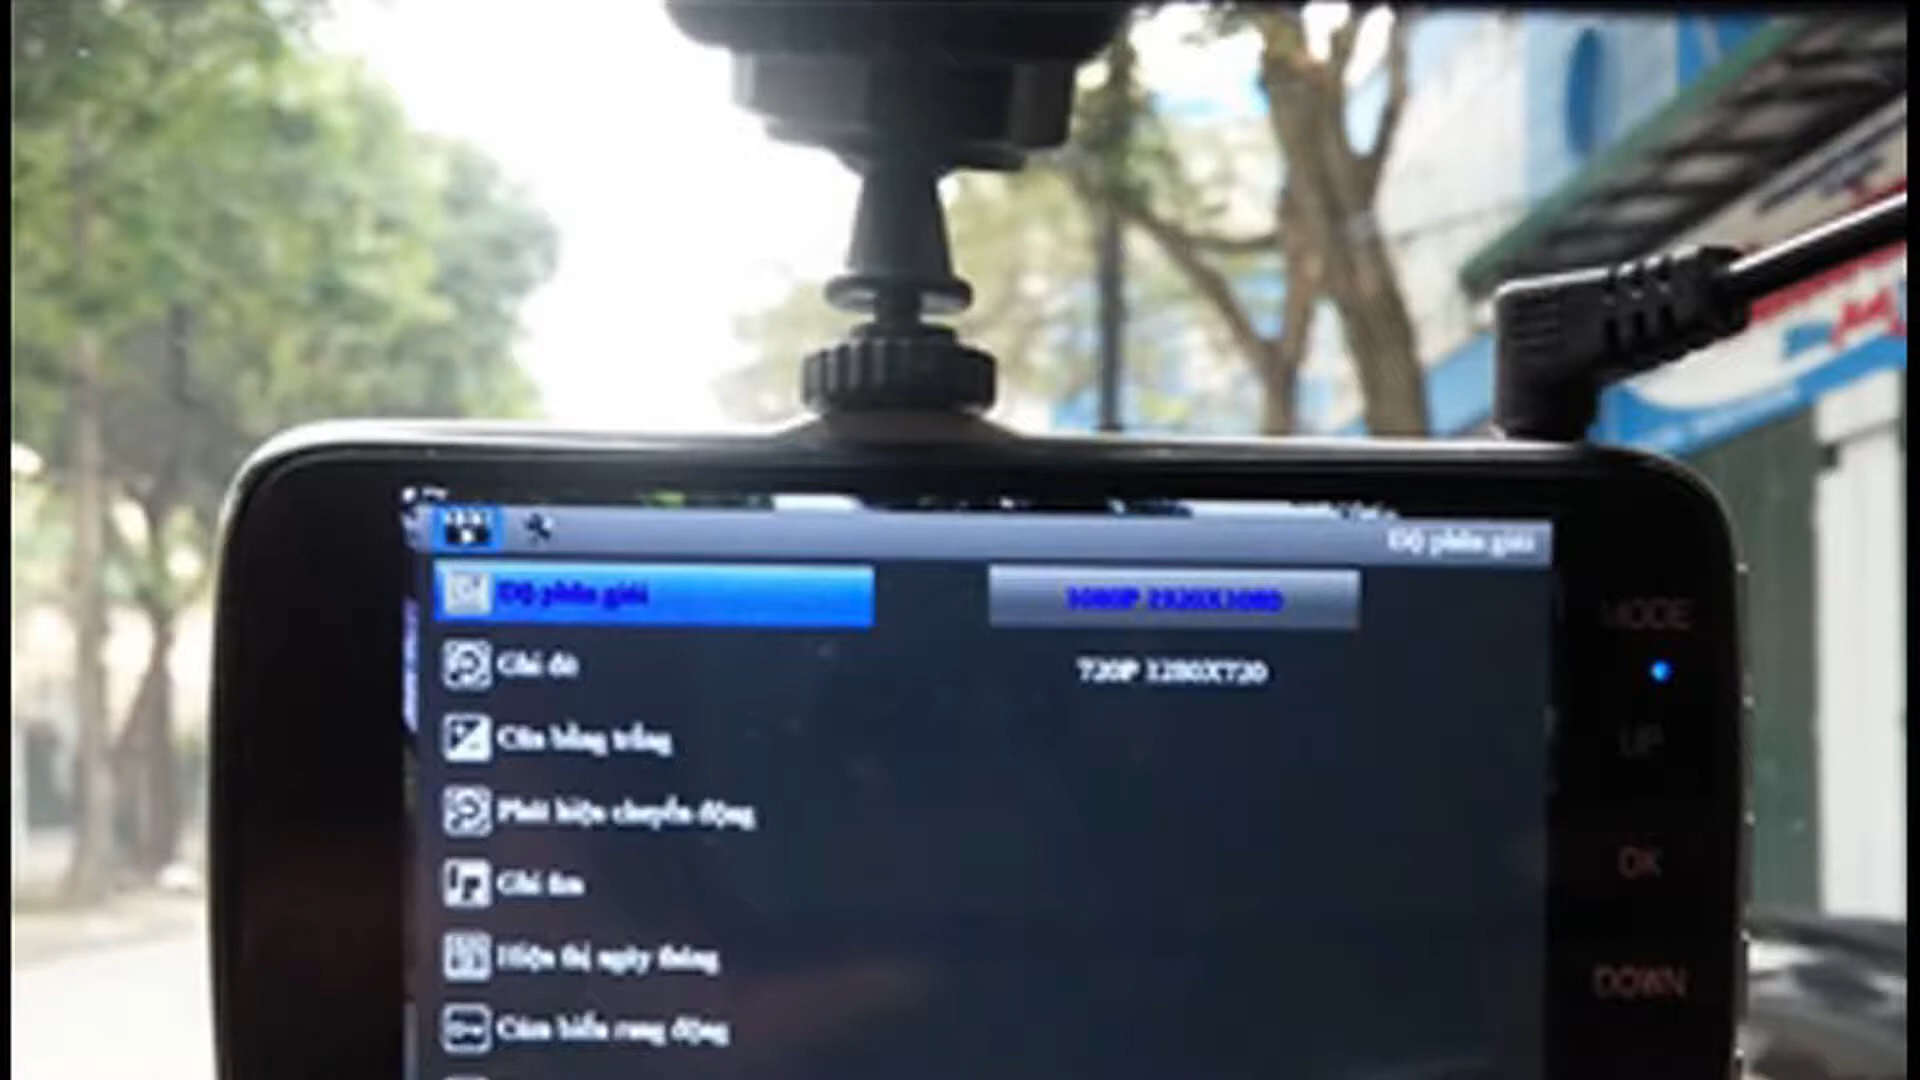 Độ phân giải
Độ phân giải
1080P 1920X1080
Ghi đè
720P 1280X720
Cân bằng trắng
Phát hiện chuyển động
Ghi âm
Hiện thị ngày tháng
Cảm biến rung động
MODE
UP
OK
DOWN